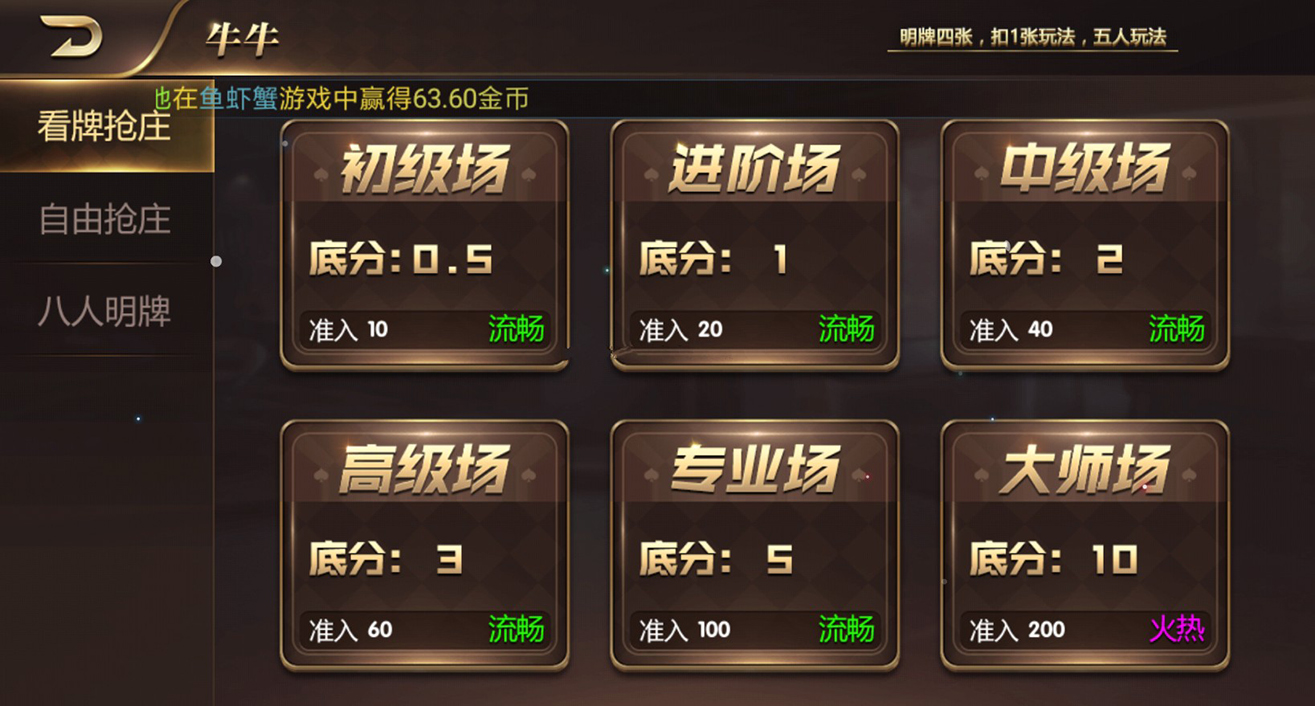 牛牛
明牌四张，扣1张玩法，五人玩法
在鱼虾蟹游戏中赢得63.60金币
看牌抢庄
自由抢庄
八人明牌
初级场
底分:0.5
准入 10 流畅
进阶场
底分: 1
准入 20 流畅
中级场
底分: 2
准入 40 流畅
高级场
底分: 3
准入 60 流畅
专业场
底分: 5
准入 100 流畅
大师场
底分: 10
准入 200 火热